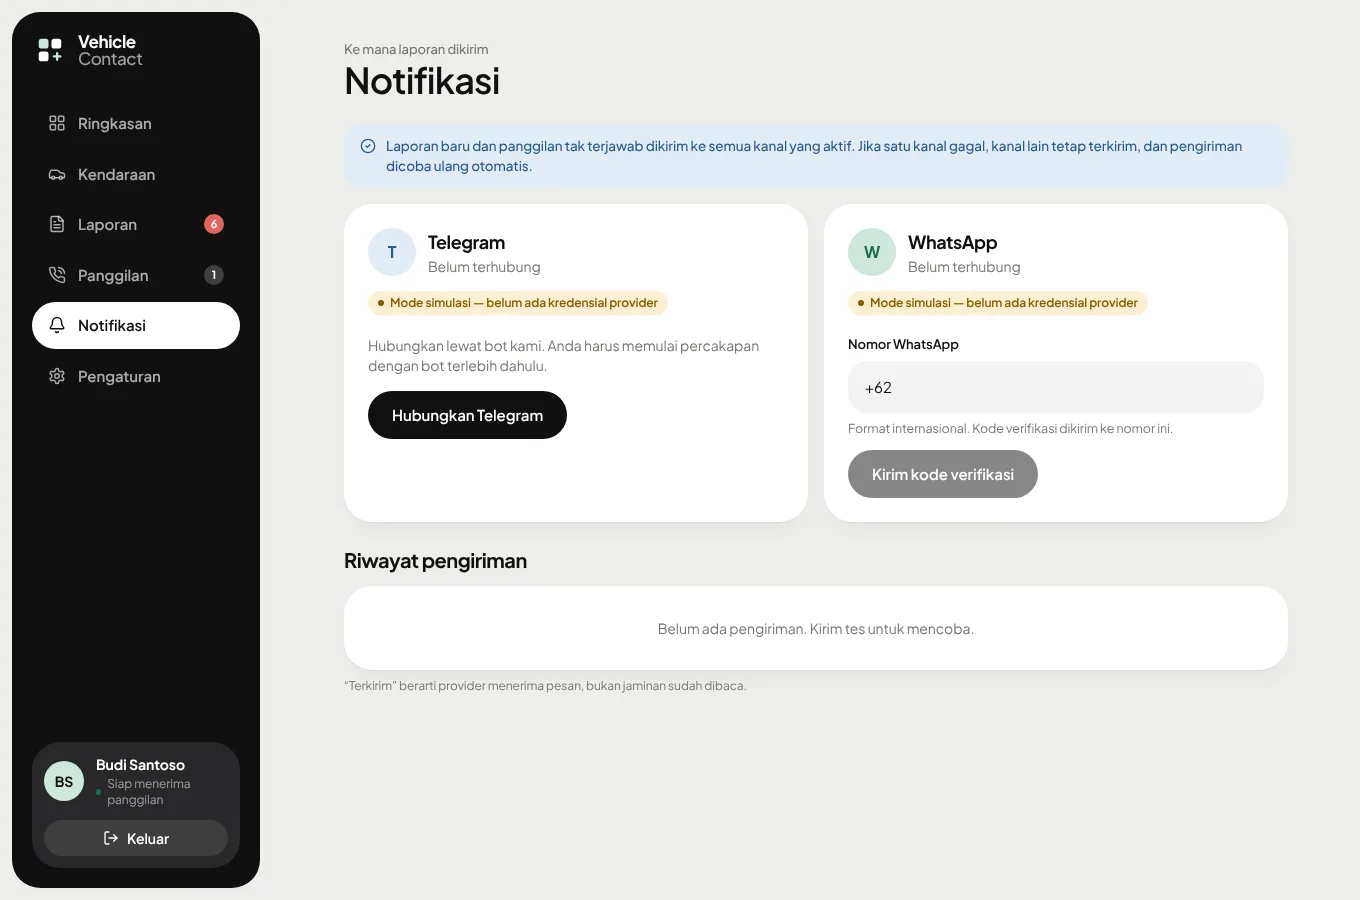 Vehicle
Contact
Ringkasan
Kendaraan
Laporan
6
Panggilan
1
Notifikasi
Pengaturan
BS
Budi Santoso
Siap menerima
panggilan
Keluar
Ke mana laporan dikirim
Notifikasi
Laporan baru dan panggilan tak terjawab dikirim ke semua kanal yang aktif. Jika satu kanal gagal, kanal lain tetap terkirim, dan pengiriman
dicoba ulang otomatis.
T
Telegram
Belum terhubung
Mode simulasi — belum ada kredensial provider
Hubungkan lewat bot kami. Anda harus memulai percakapan
dengan bot terlebih dahulu.
Hubungkan Telegram
W
WhatsApp
Belum terhubung
Mode simulasi — belum ada kredensial provider
Nomor WhatsApp
+62
Format internasional. Kode verifikasi dikirim ke nomor ini.
Kirim kode verifikasi
Riwayat pengiriman
Belum ada pengiriman. Kirim tes untuk mencoba.
“Terkirim” berarti provider menerima pesan, bukan jaminan sudah dibaca.